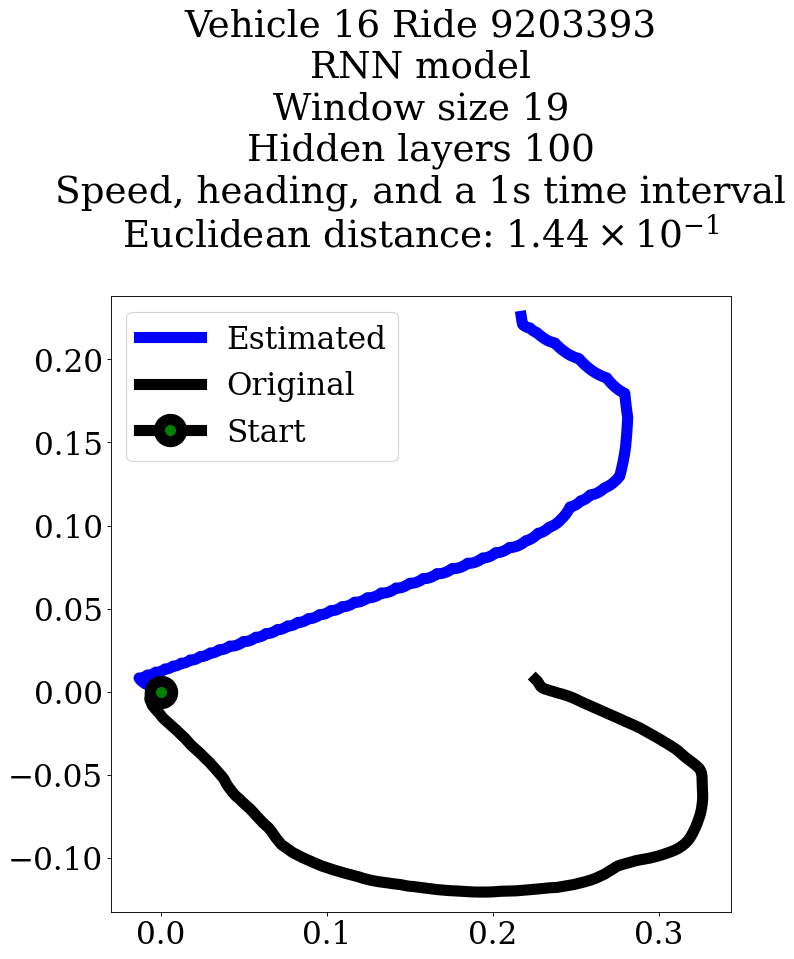 Vehicle 16 Ride 9203393
RNN model
Window size 19
Hidden layers 100
Speed, heading, and a 1s time interval
Euclidean distance: 1.44 × 10⁻¹
Estimated
Original
Start
0.20
0.15
0.10
0.05
0.00
−0.05
−0.10
0.0 0.1 0.2 0.3